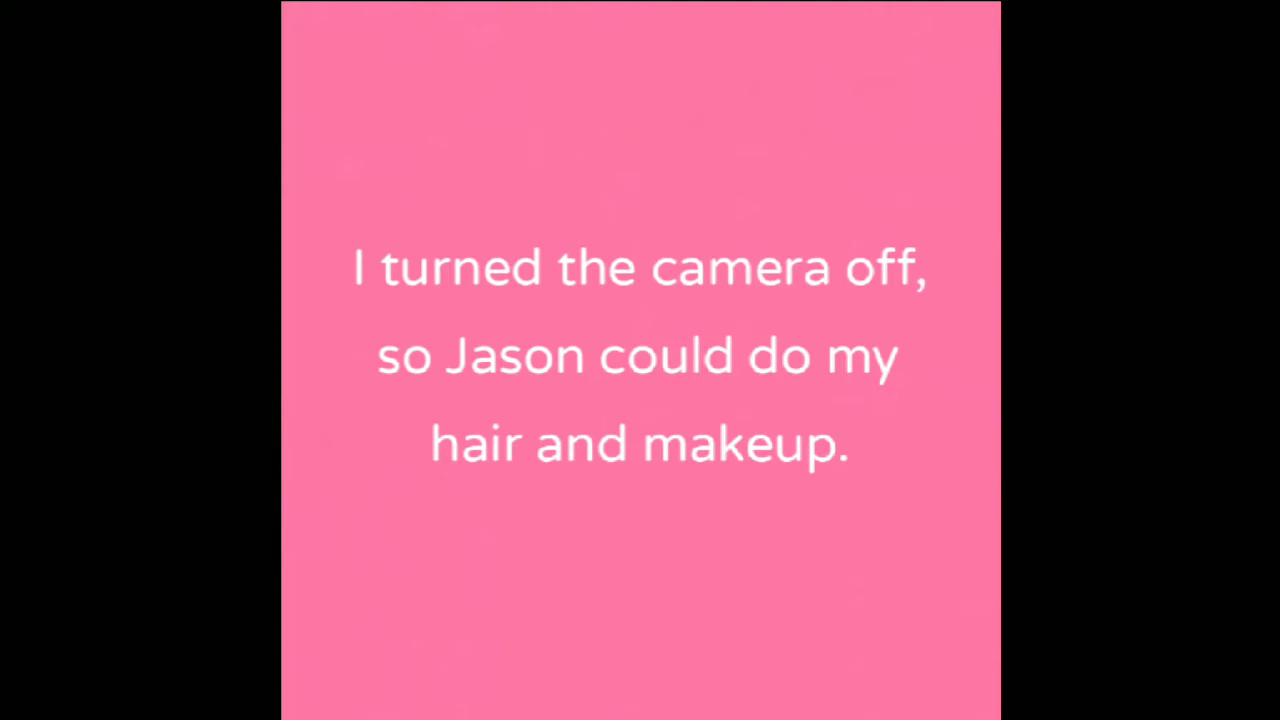 I turned the camera off,
so Jason could do my
hair and makeup.